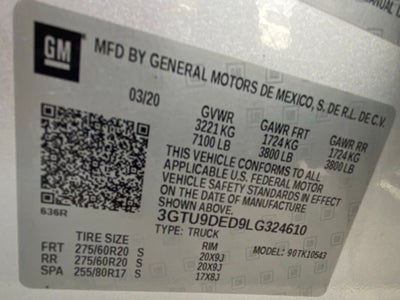 GM
MFD BY GENERAL MOTORS DE MEXICO, S. DE R.L. DE C.V.
03/20
GVWR GAWR FRT GAWR RR
3221 KG 1724 KG 1724 KG
7100 LB 3800 LB 3800 LB
THIS VEHICLE CONFORMS TO ALL APPLICABLE
U.S. FEDERAL MOTOR
VEHICLE SAFETY STANDARDS IN EFFECT
ON THE DATE OF MANUFACTURE
3GTU9DED9LG324610
TYPE: TRUCK
MODEL: 90TK10543
636R
TIRE SIZE RIM
FRT 275/60R20 S 20X9J
RR 275/60R20 S 20X9J
SPA 255/80R17 S 17X8J